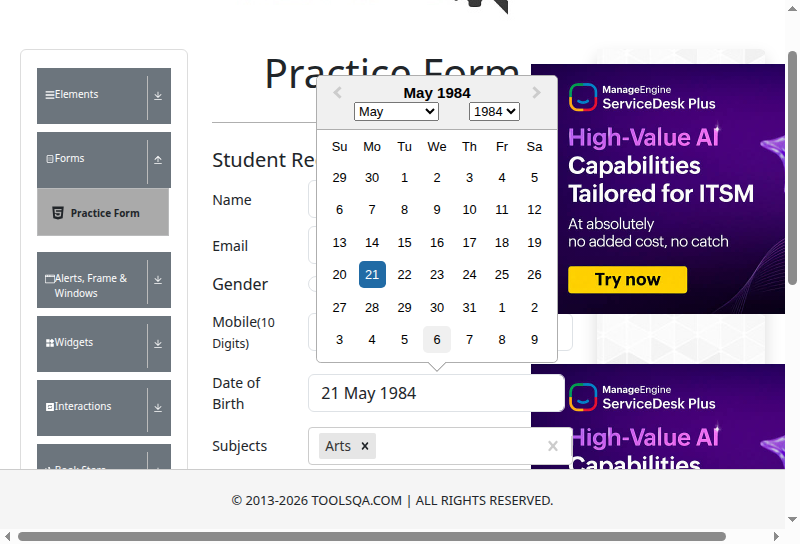 Practice Form
Elements
Forms
Practice Form
Alerts, Frame &
Windows
Widgets
Interactions
Student Re
Name
Email
Gender
Mobile(10
Digits)
Date of
Birth
21 May 1984
Subjects
Arts ×
May 1984
May
1984
Su Mo Tu We Th Fr Sa
29 30 1 2 3 4 5
6 7 8 9 10 11 12
13 14 15 16 17 18 19
20 21 22 23 24 25 26
27 28 29 30 31 1 2
3 4 5 6 7 8 9
ManageEngine
ServiceDesk Plus
High-Value AI
Capabilities
Tailored for ITSM
At absolutely
no added cost, no catch
Try now
ManageEngine
ServiceDesk Plus
High-Value AI
Capabilities
© 2013-2026 TOOLSQA.COM | ALL RIGHTS RESERVED.